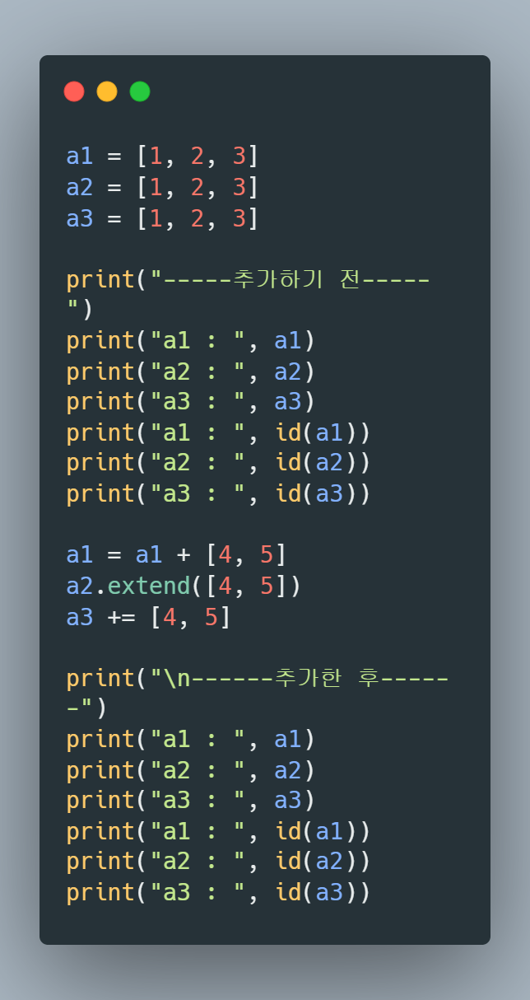 a1 = [1, 2, 3]
a2 = [1, 2, 3]
a3 = [1, 2, 3]
print("-----추가하기 전-----
")
print("a1 : ", a1)
print("a2 : ", a2)
print("a3 : ", a3)
print("a1 : ", id(a1))
print("a2 : ", id(a2))
print("a3 : ", id(a3))
a1 = a1 + [4, 5]
a2.extend([4, 5])
a3 += [4, 5]
print("\n------추가한 후-----
-")
print("a1 : ", a1)
print("a2 : ", a2)
print("a3 : ", a3)
print("a1 : ", id(a1))
print("a2 : ", id(a2))
print("a3 : ", id(a3))